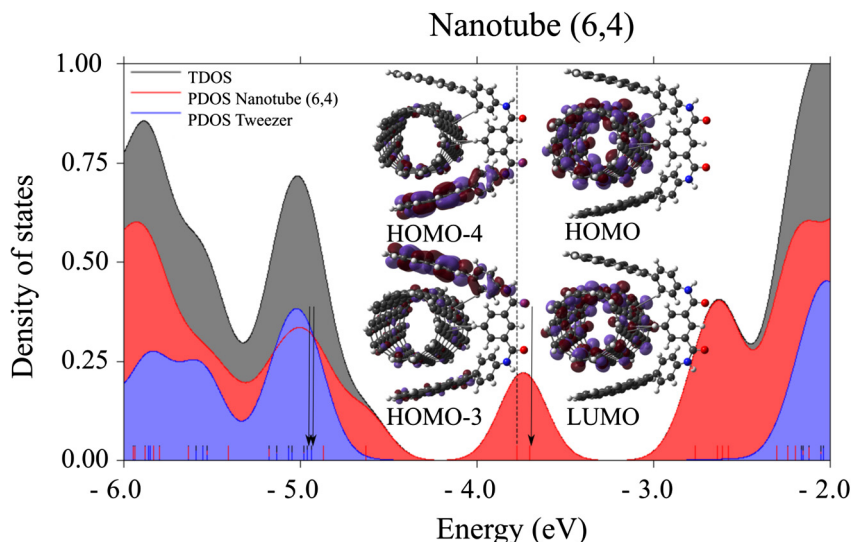 Nanotube (6,4)
1.00
TDOS
PDOS Nanotube (6,4)
PDOS Tweezer
0.75
HOMO-4
HOMO
0.50
Density of states
0.25
HOMO-3
LUMO
0.00
- 6.0
- 5.0
- 4.0
- 3.0
- 2.0
Energy (eV)